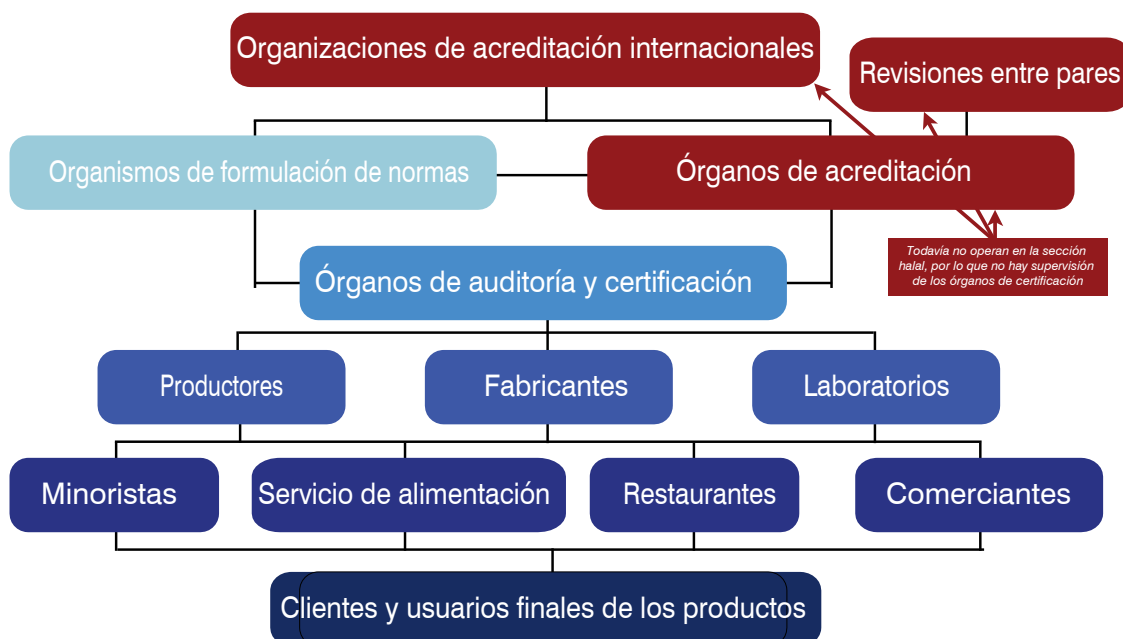 Organizaciones de acreditación internacionales
Revisiones entre pares
Organismos de formulación de normas
Órganos de acreditación
Todavía no operan en la sección
halal, por lo que no hay supervisión
de los órganos de certificación
Órganos de auditoría y certificación
Productores
Fabricantes
Laboratorios
Minoristas
Servicio de alimentación
Restaurantes
Comerciantes
Clientes y usuarios finales de los productos